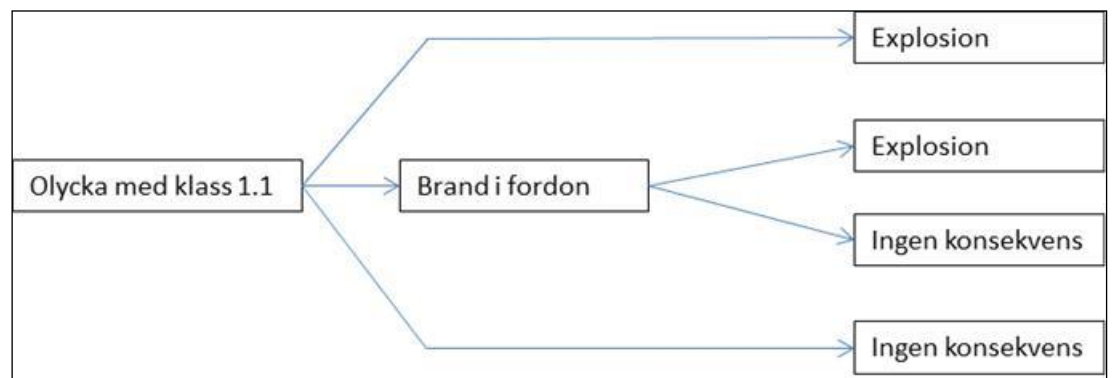 Explosion
Explosion
Olycka med klass 1.1
Brand i fordon
Ingen konsekvens
Ingen konsekvens